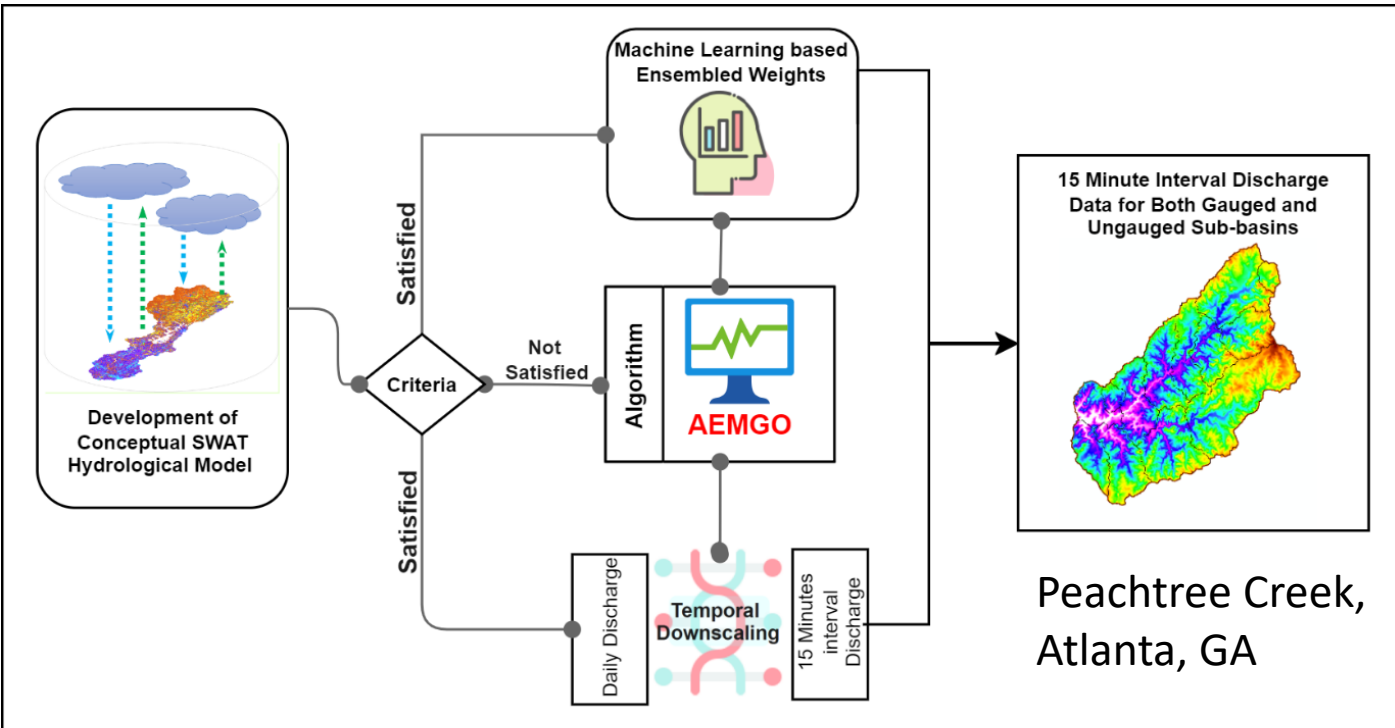 Development of
Conceptual SWAT
Hydrological Model
Criteria
Satisfied
Not
Satisfied
Satisfied
Machine Learning based
Ensembled Weights
Algorithm
AEMGO
Daily Discharge
Temporal
Downscaling
15 Minutes
interval
Discharge
15 Minute Interval Discharge
Data for Both Gauged and
Ungauged Sub-basins
Peachtree Creek,
Atlanta, GA